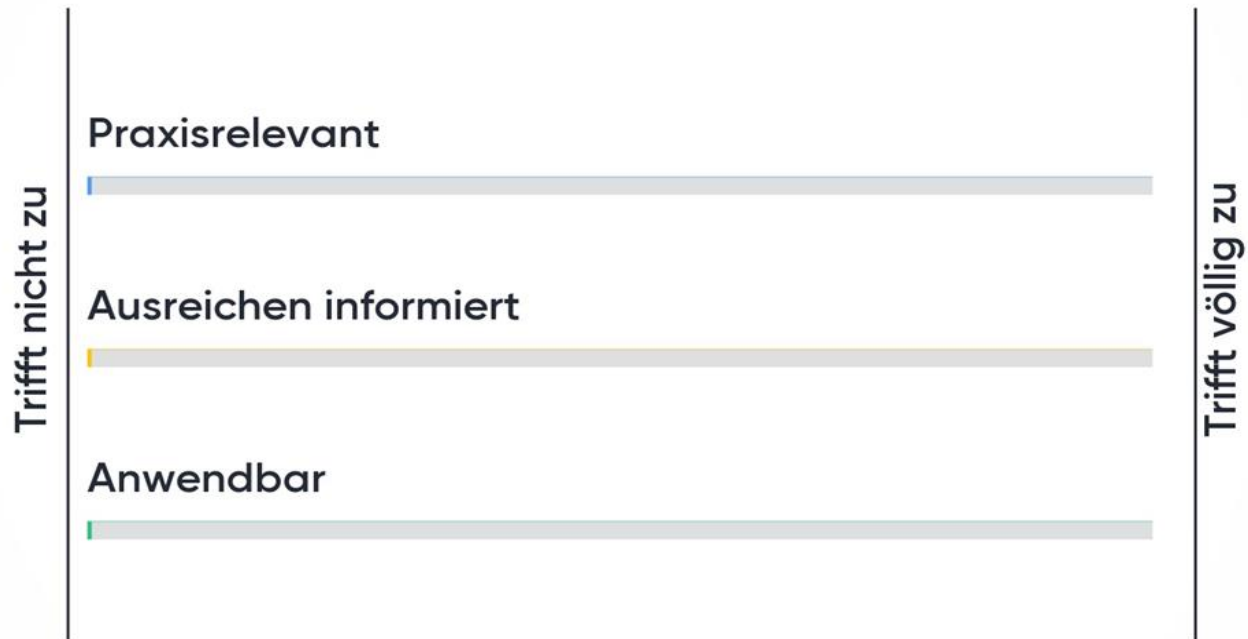 Trifft nicht zu
Praxisrelevant
Ausreichen informiert
Anwendbar
Trifft völlig zu